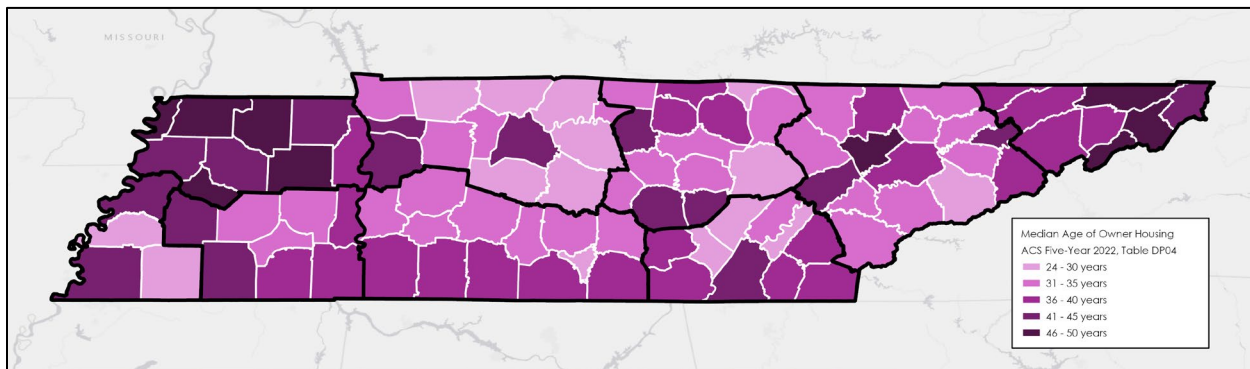 MISSOURI
Median Age of Owner Housing
ACS Five-Year 2022, Table DP04
24 - 30 years
31 - 35 years
36 - 40 years
41 - 45 years
46 - 50 years